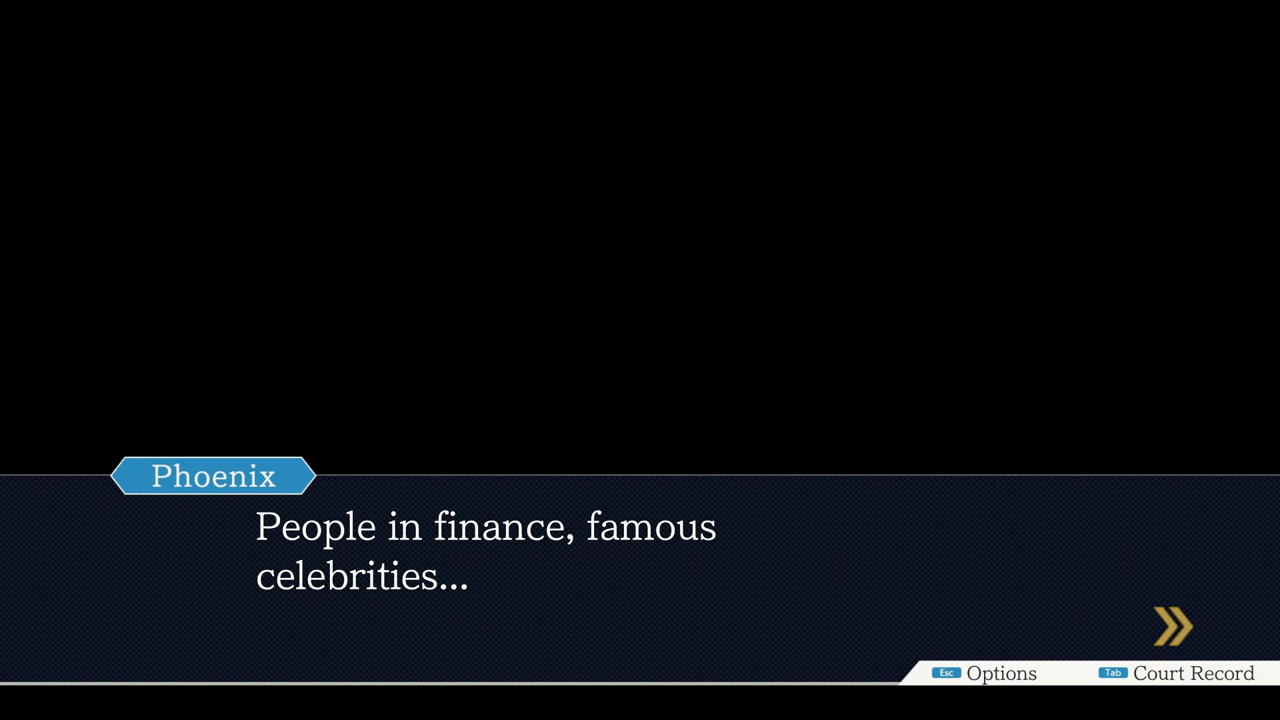 Phoenix
People in finance, famous
celebrities...
Esc Options Tab Court Record